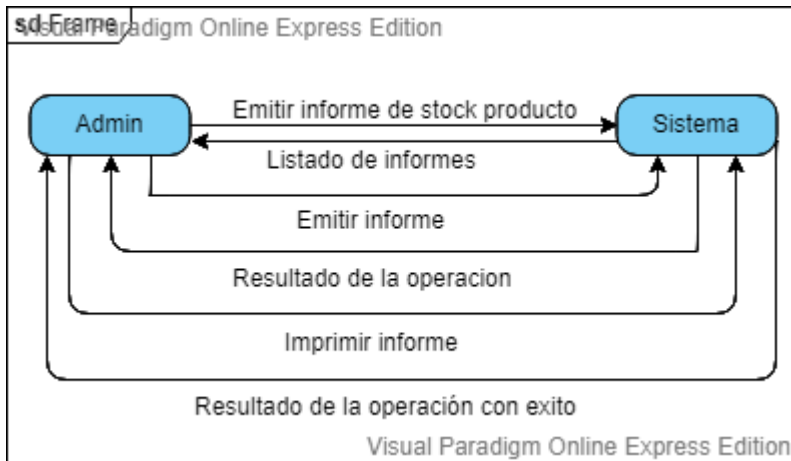 sd Frame
Visual Paradigm Online Express Edition
Admin
Emitir informe de stock producto
Sistema
Listado de informes
Emitir informe
Resultado de la operacion
Imprimir informe
Resultado de la operación con exito
Visual Paradigm Online Express Edition